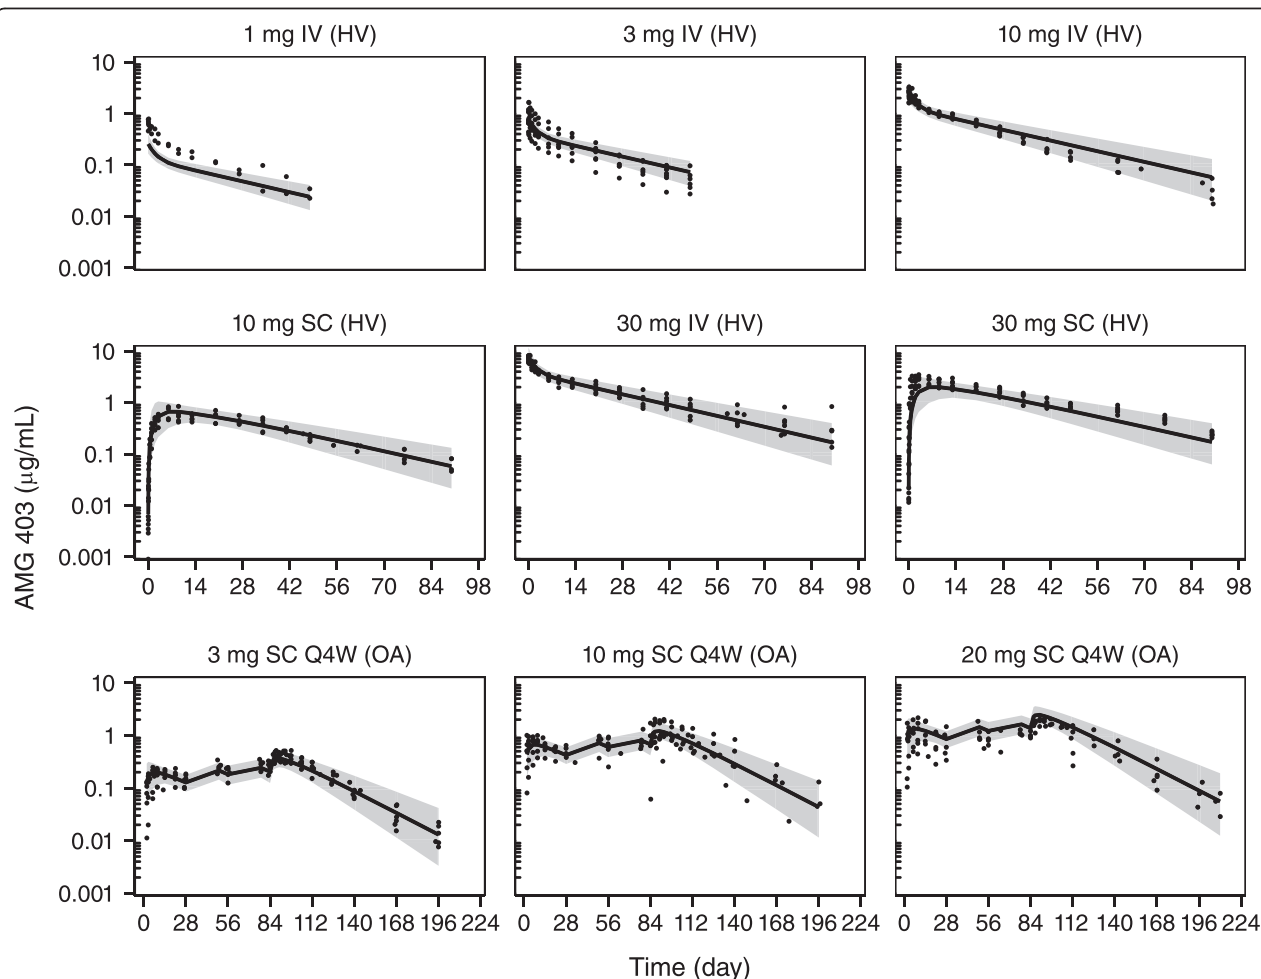 1 mg IV (HV) 3 mg IV (HV) 10 mg IV (HV)
10
1
0.1
0.01
0.001
10 mg SC (HV) 30 mg IV (HV) 30 mg SC (HV)
10
1
0.1
0.01
0.001
0 14 28 42 56 70 84 98 0 14 28 42 56 70 84 98 0 14 28 42 56 70 84 98
AMG 403 (μg/mL)
3 mg SC Q4W (OA) 10 mg SC Q4W (OA) 20 mg SC Q4W (OA)
10
1
0.1
0.01
0.001
0 28 56 84 112 140 168 196 224 0 28 56 84 112 140 168 196 224 0 28 56 84 112 140 168 196 224
Time (day)